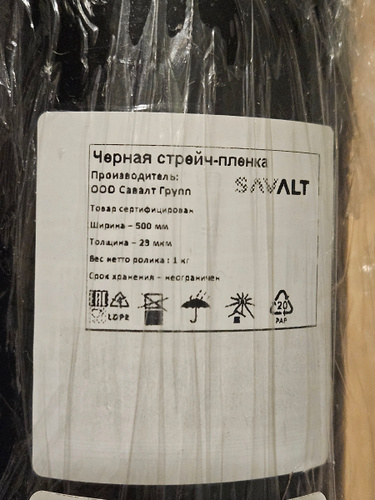 Черная стрейч-пленка
Производитель:
ООО Савалт Групп
SAVALT
Товар сертифицирован
Ширина – 500 мм
Толщина – 23 мкм
Вес нетто ролика : 1 кг
Срок хранения – неограничен
EAC
LDPE
20
PAP